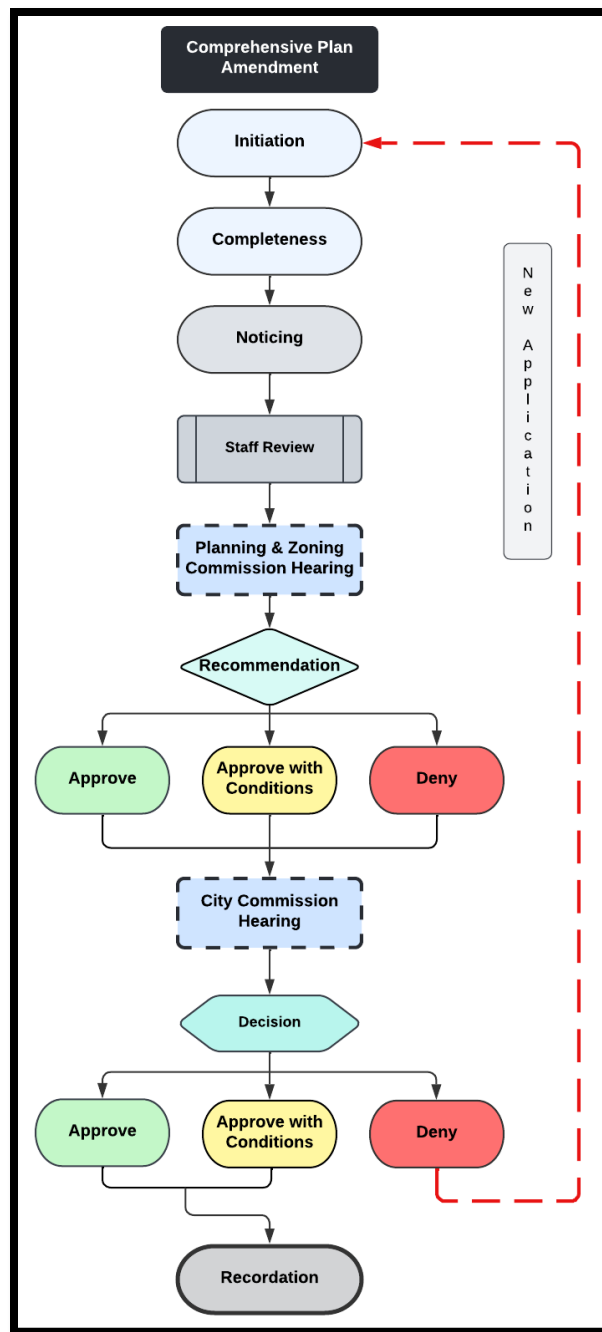 Comprehensive Plan
Amendment
Initiation
Completeness
Noticing
Staff Review
Planning & Zoning
Commission Hearing
Recommendation
Approve
Approve with
Conditions
Deny
City Commission
Hearing
Decision
Approve
Approve with
Conditions
Deny
Recordation
New Application